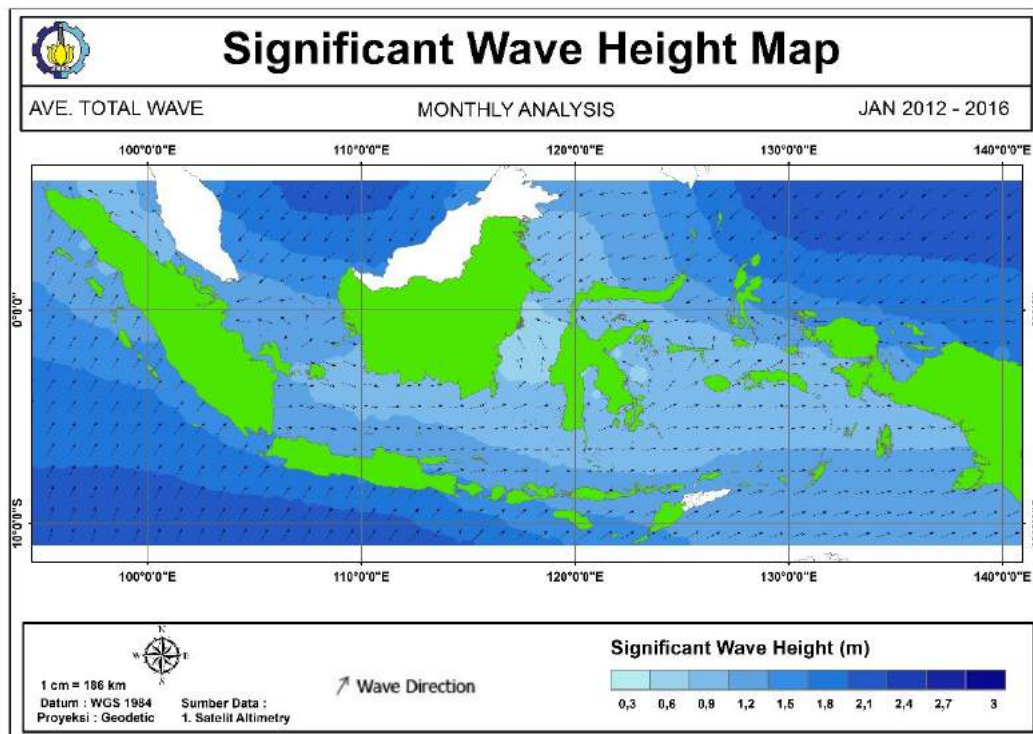 Significant Wave Height Map
AVE. TOTAL WAVE MONTHLY ANALYSIS JAN 2012 - 2016
100°0'0"E 110°0'0"E 120°0'0"E 130°0'0"E 140°0'0"E
0°0'0"
10°0'0"S
100°0'0"E 110°0'0"E 120°0'0"E 130°0'0"E 140°0'0"E
N
W E
S
1 cm = 186 km
Datum : WGS 1984
Proyeksi : Geodetic
Sumber Data :
1. Satelit Altimetry
Wave Direction
Significant Wave Height (m)
0,3 0,6 0,9 1,2 1,5 1,8 2,1 2,4 2,7 3